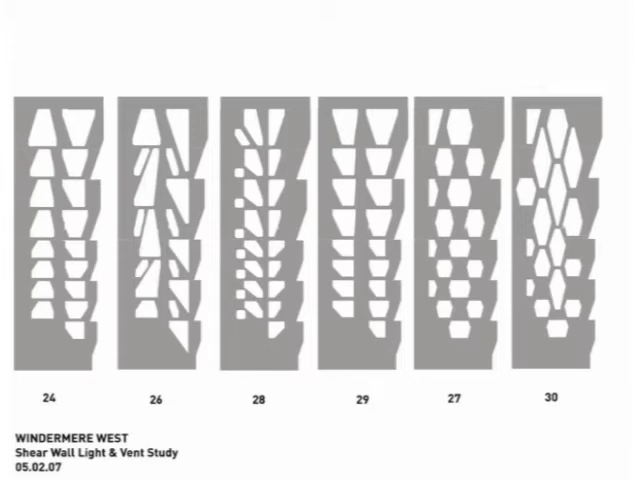 24 26 28 29 27 30
WINDERMERE WEST
Shear Wall Light & Vent Study
05.02.07